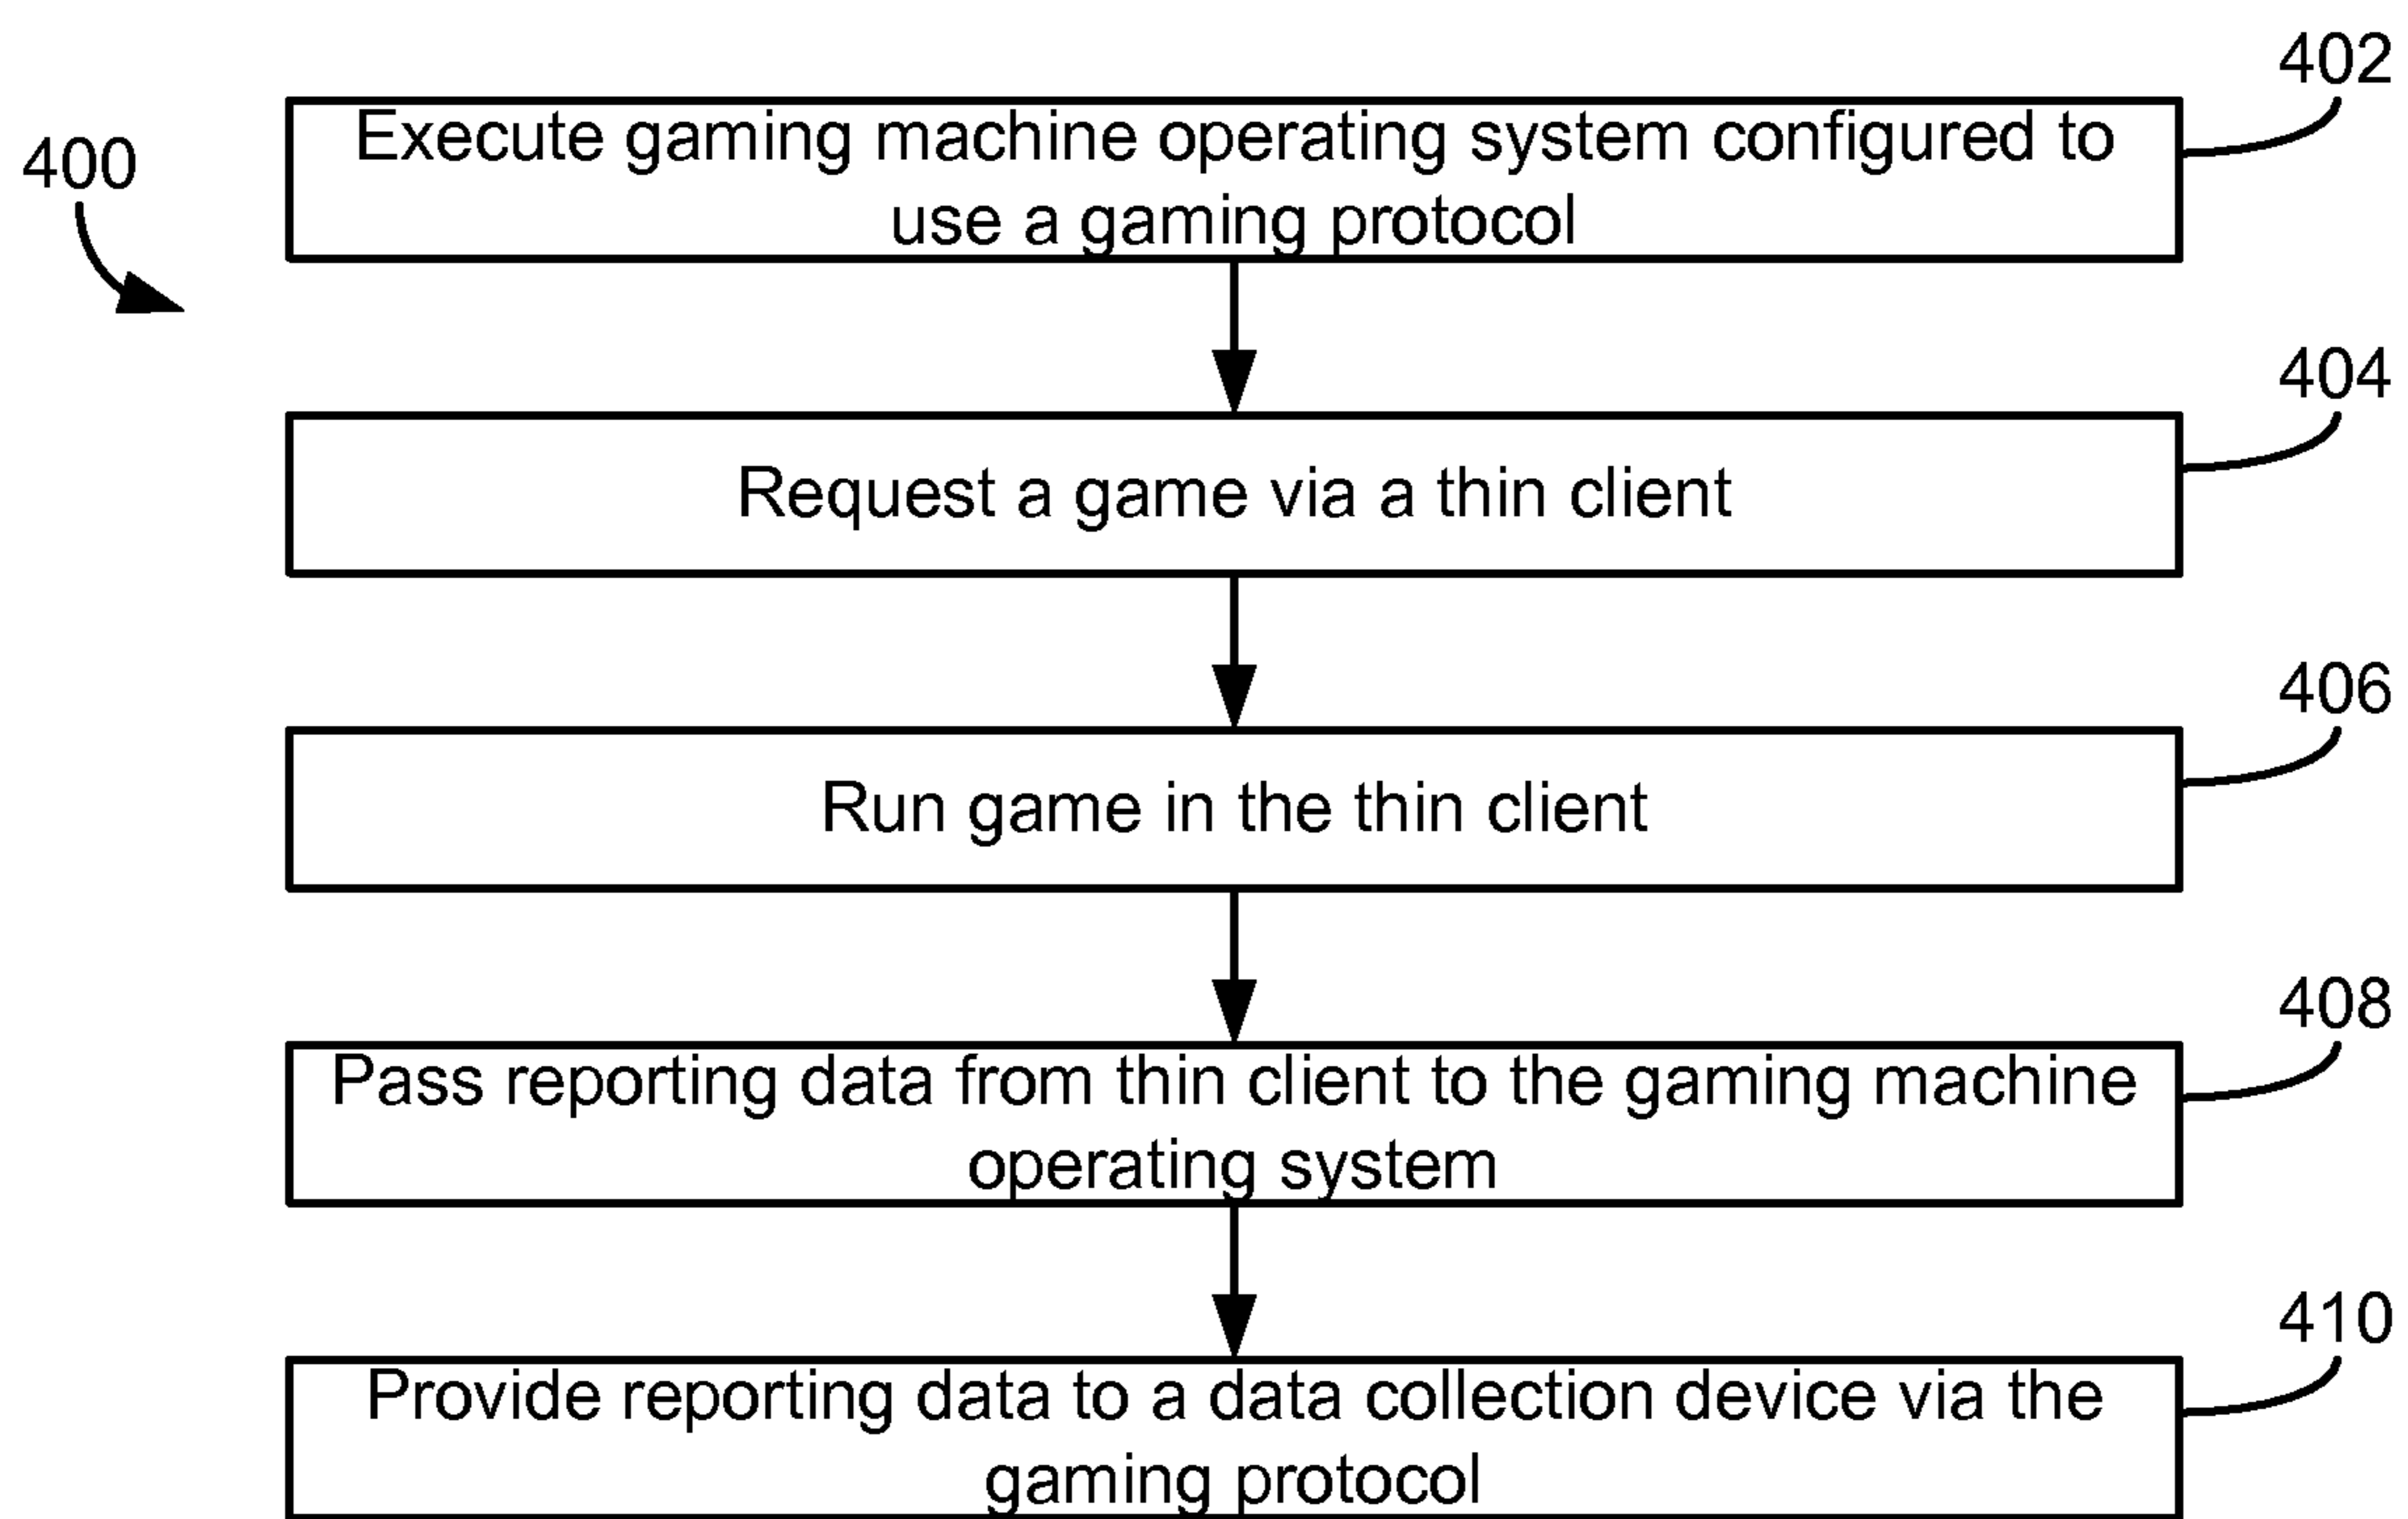 402
Execute gaming machine operating system configured to
use a gaming protocol
400
404
Request a game via a thin client
406
Run game in the thin client
408
Pass reporting data from thin client to the gaming machine
operating system
410
Provide reporting data to a data collection device via the
gaming protocol